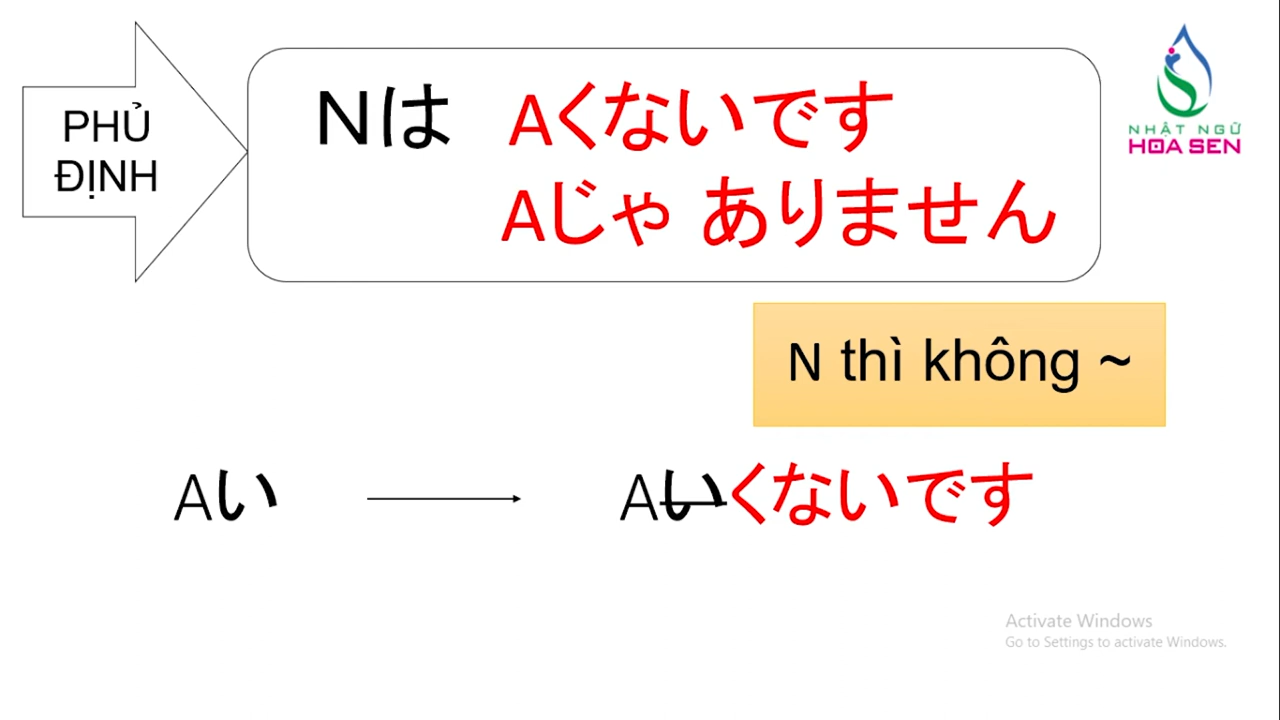 PHỦ
ĐỊNH
Nは Aくないです
Aじゃ ありません
NHẬT NGỮ
HOA SEN
N thì không ~
Aい
Aいくないです
Activate Windows
Go to Settings to activate Windows.